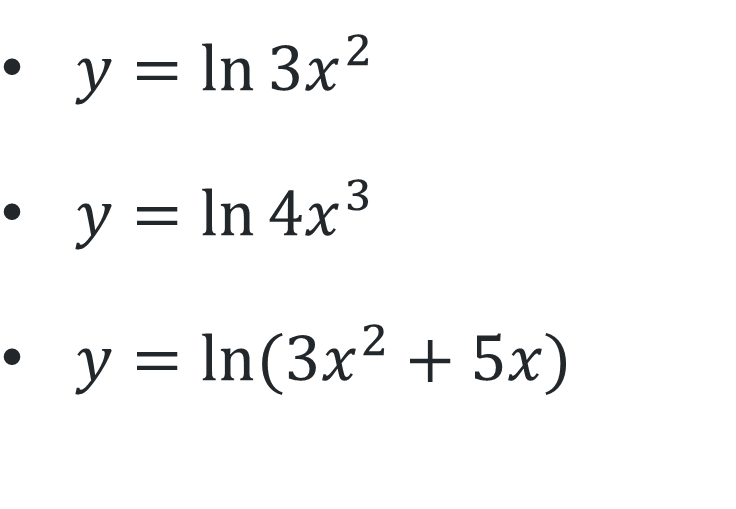 • y = ln 3x²
• y = ln 4x³
• y = ln(3x² + 5x)